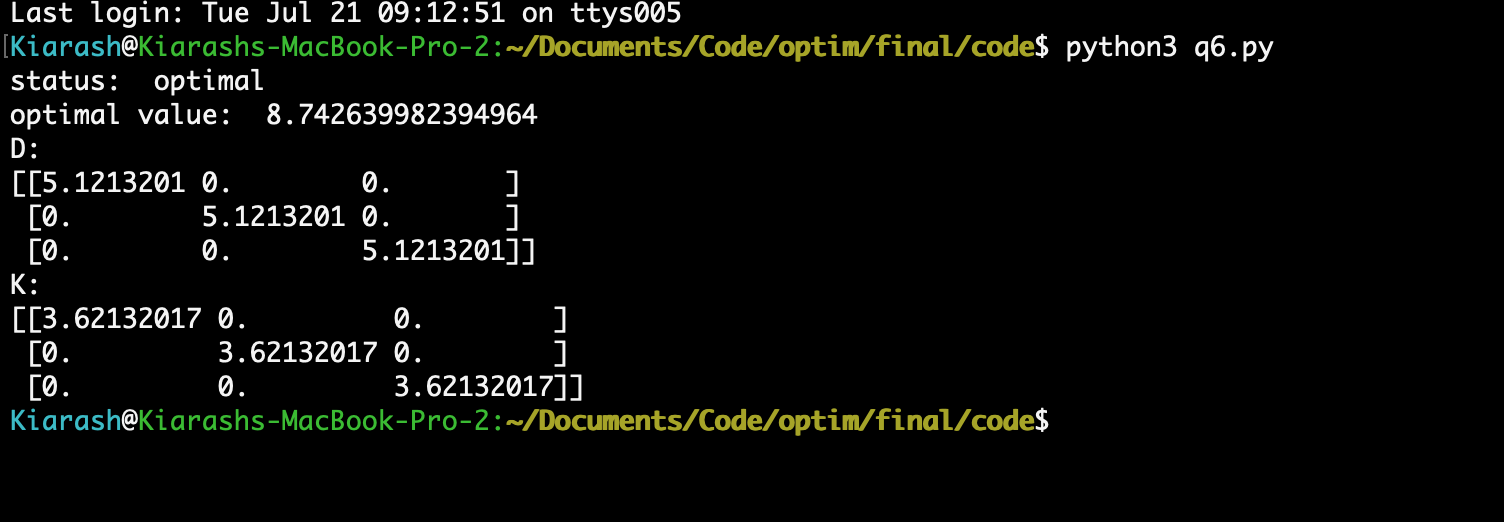 Last login: Tue Jul 21 09:12:51 on ttys005
Kiarash@Kiarashs-MacBook-Pro-2:~/Documents/Code/optim/final/code$ python3 q6.py
status:  optimal
optimal value:  8.742639982394964
D:
[[5.1213201 0.        0.       ]
 [0.        5.1213201 0.       ]
 [0.        0.        5.1213201]]
K:
[[3.62132017 0.         0.        ]
 [0.         3.62132017 0.        ]
 [0.         0.         3.62132017]]
Kiarash@Kiarashs-MacBook-Pro-2:~/Documents/Code/optim/final/code$